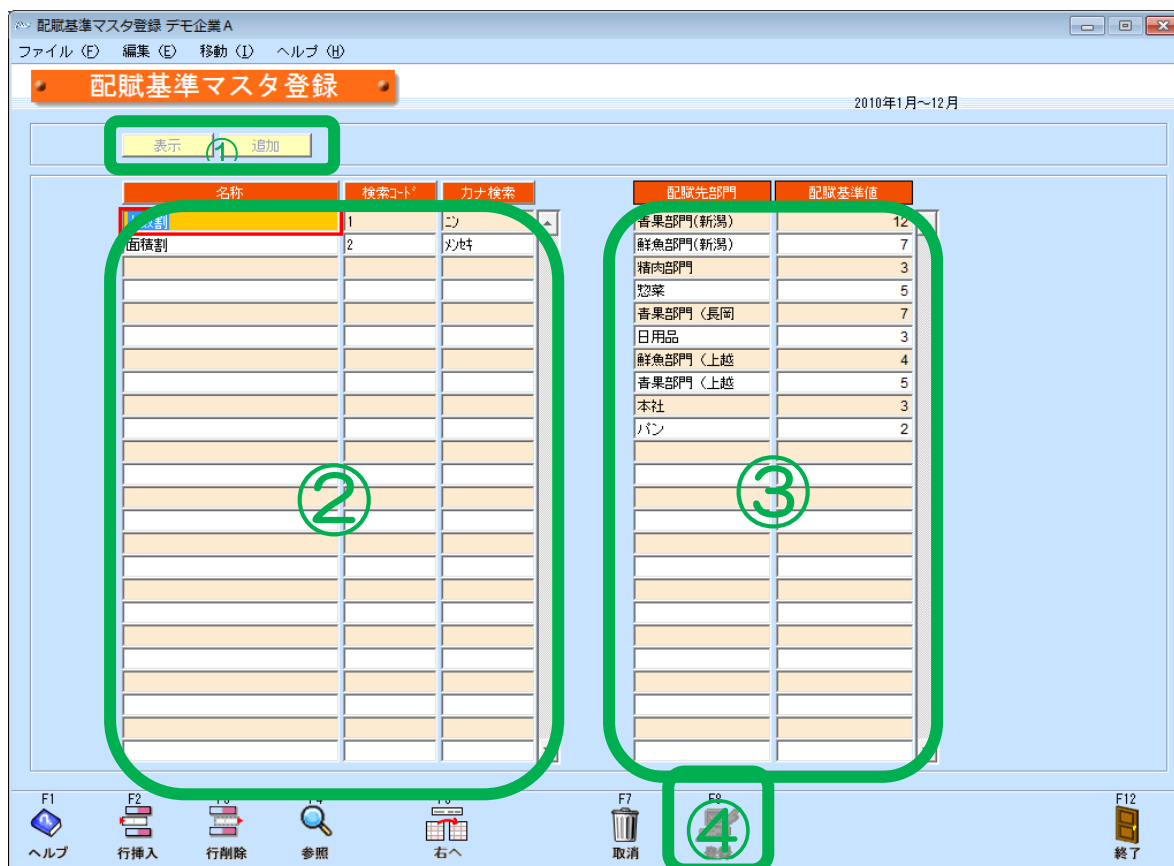 配賦基準マスタ登録 デモ企業A
ファイル (F) 編集 (E) 移動 (I) ヘルプ (H)
配賦基準マスタ登録
2010年1月~12月
表示 ① 追加
名称 検索コード カナ検索 配賦先部門 配賦基準値
割 1 ニン 青果部門(新潟) 12
面積割 2 メンセキ 鮮魚部門(新潟) 7
精肉部門 3
惣菜 5
青果部門 (長岡 7
日用品 3
鮮魚部門 (上越 4
青果部門 (上越 5
本社 3
パン 2
② ③
F1 F2 F7 F12
④
ヘルプ 行挿入 行削除 参照 右へ 取消 終了